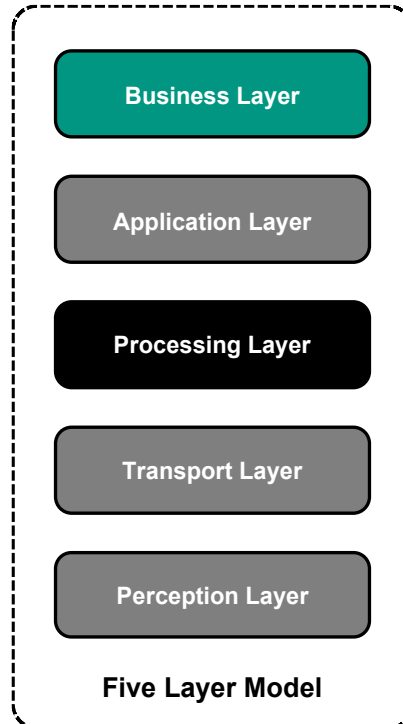 Business Layer
Application Layer
Processing Layer
Transport Layer
Perception Layer
Five Layer Model